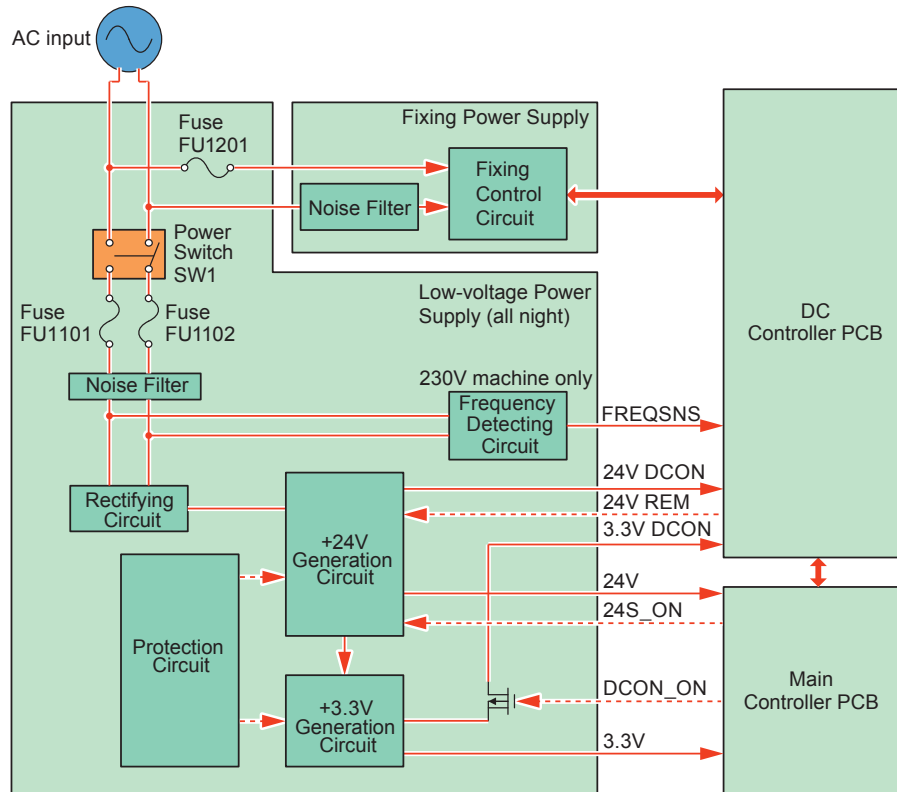 AC input
Fuse
FU1201
Fixing Power Supply
Fixing
Control
Circuit
Noise Filter
Power
Switch
SW1
DC
Controller PCB
Low-voltage Power
Supply (all night)
Fuse
FU1101
Fuse
FU1102
Noise Filter
230V machine only
Frequency
Detecting
Circuit
FREQSNS
24V DCON
24V REM
3.3V DCON
Rectifying
Circuit
+24V
Generation
Circuit
24V
24S_ON
Protection
Circuit
+3.3V
Generation
Circuit
DCON_ON
3.3V
Main
Controller PCB